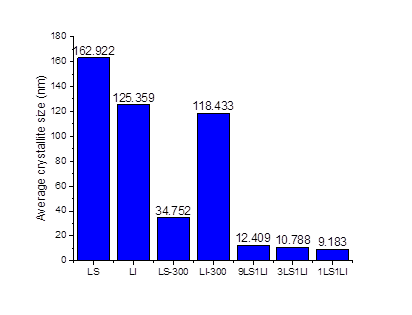 Average crystallite size (nm)
180
160
140
120
100
80
60
40
20
0
162.922
125.359
34.752
118.433
12.409
10.788
9.183
LS
LI
LS-300
LI-300
9LS1LI
3LS1LI
1LS1LI